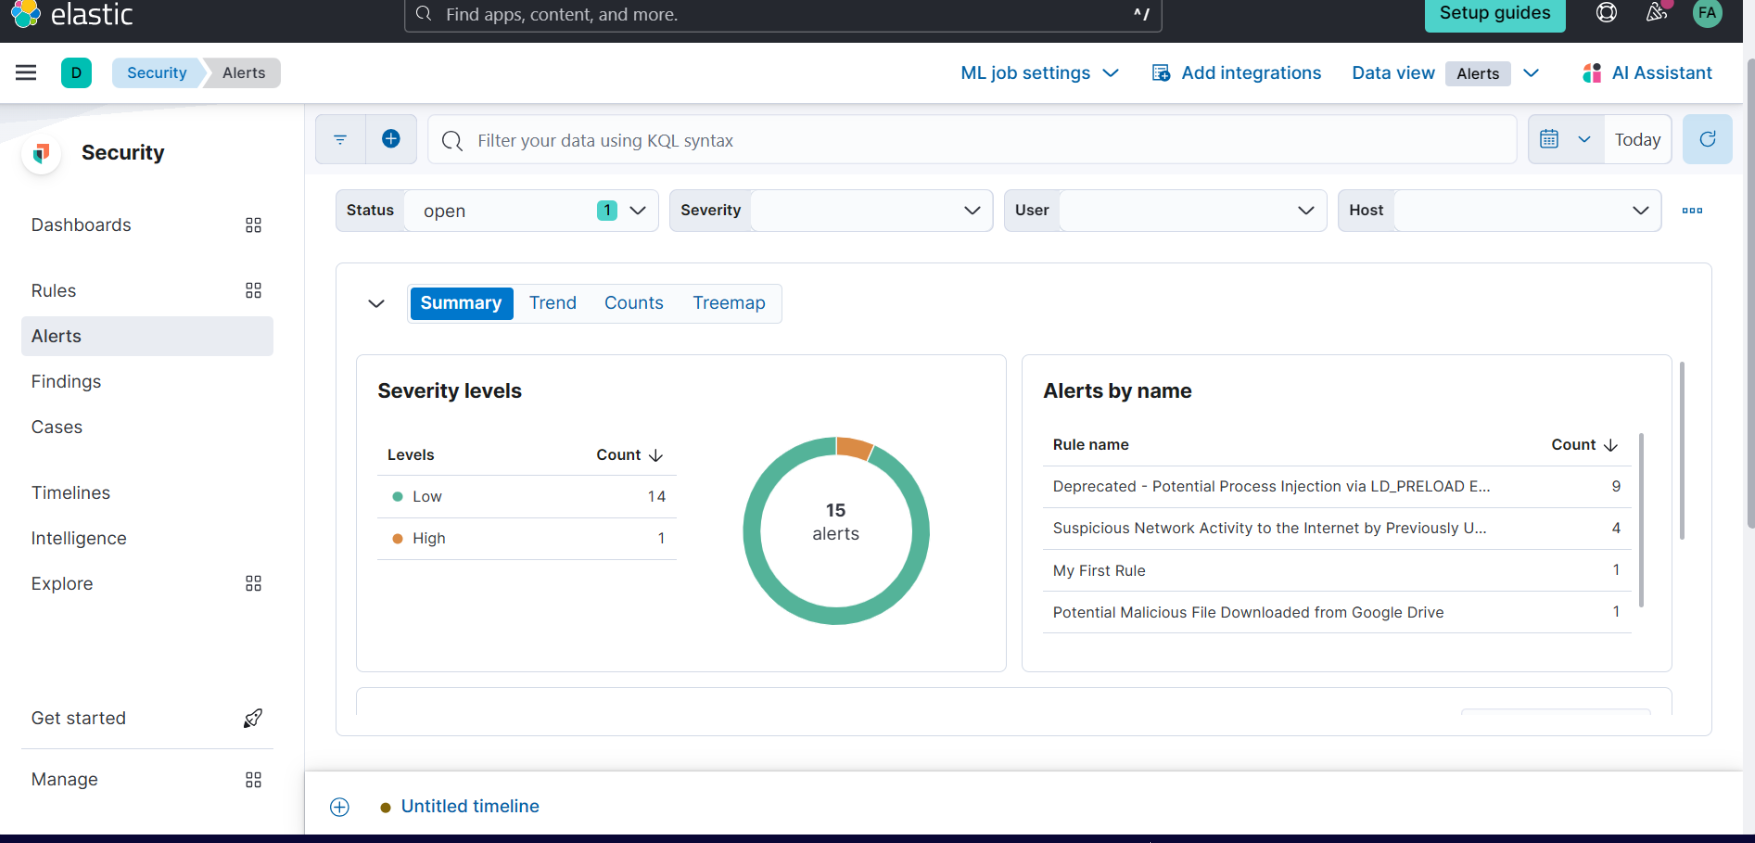 elastic
Find apps, content, and more.
^/
Setup guides
FA
D
Security
Alerts
ML job settings
Add integrations
Data view
Alerts
AI Assistant
Security
Filter your data using KQL syntax
Today
Dashboards
Rules
Alerts
Findings
Cases
Timelines
Intelligence
Explore
Get started
Manage
Status
open
1
Severity
User
Host
Summary
Trend
Counts
Treemap
Severity levels
Levels Count
Low 14
High 1
15
alerts
Alerts by name
Rule name Count
Deprecated - Potential Process Injection via LD_PRELOAD E... 9
Suspicious Network Activity to the Internet by Previously U... 4
My First Rule 1
Potential Malicious File Downloaded from Google Drive 1
Untitled timeline